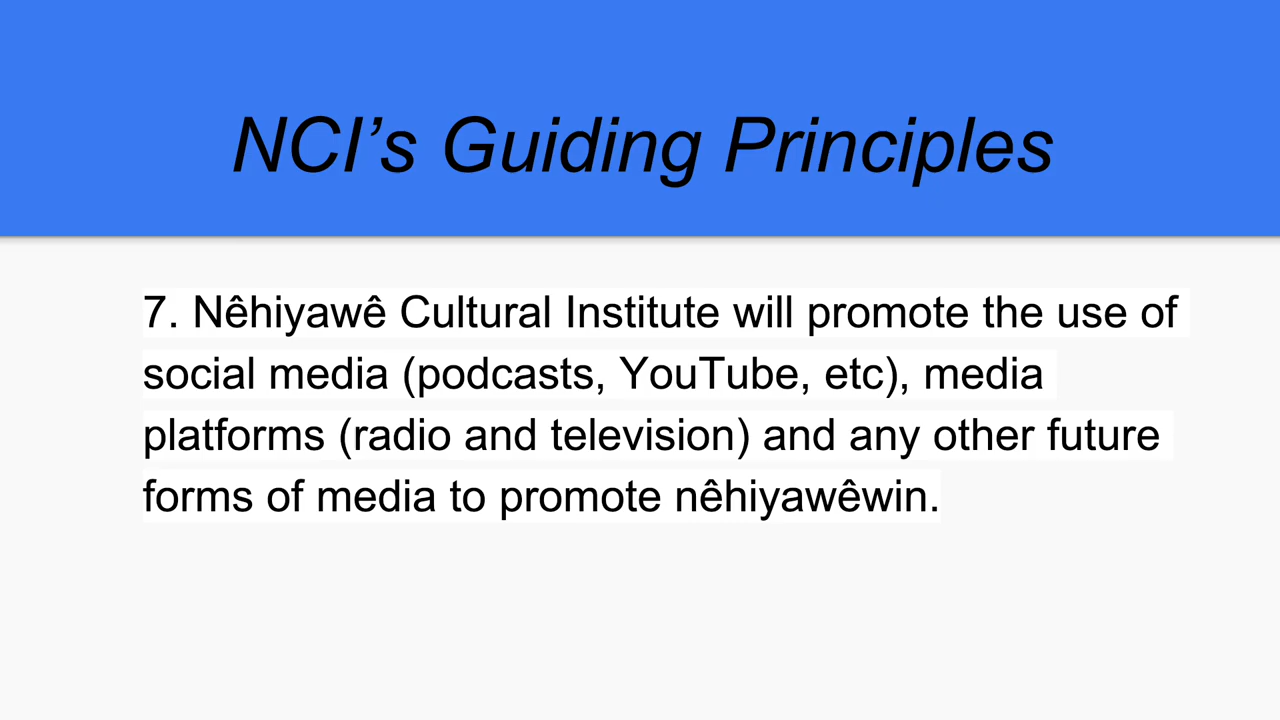 NCI’s Guiding Principles
7. Nêhiyawê Cultural Institute will promote the use of
social media (podcasts, YouTube, etc), media
platforms (radio and television) and any other future
forms of media to promote nêhiyawêwin.